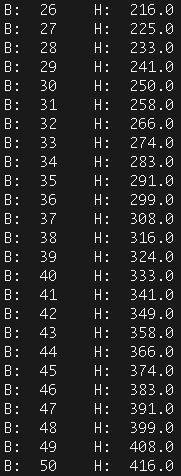 B:  26    H:  216.0
B:  27    H:  225.0
B:  28    H:  233.0
B:  29    H:  241.0
B:  30    H:  250.0
B:  31    H:  258.0
B:  32    H:  266.0
B:  33    H:  274.0
B:  34    H:  283.0
B:  35    H:  291.0
B:  36    H:  299.0
B:  37    H:  308.0
B:  38    H:  316.0
B:  39    H:  324.0
B:  40    H:  333.0
B:  41    H:  341.0
B:  42    H:  349.0
B:  43    H:  358.0
B:  44    H:  366.0
B:  45    H:  374.0
B:  46    H:  383.0
B:  47    H:  391.0
B:  48    H:  399.0
B:  49    H:  408.0
B:  50    H:  416.0